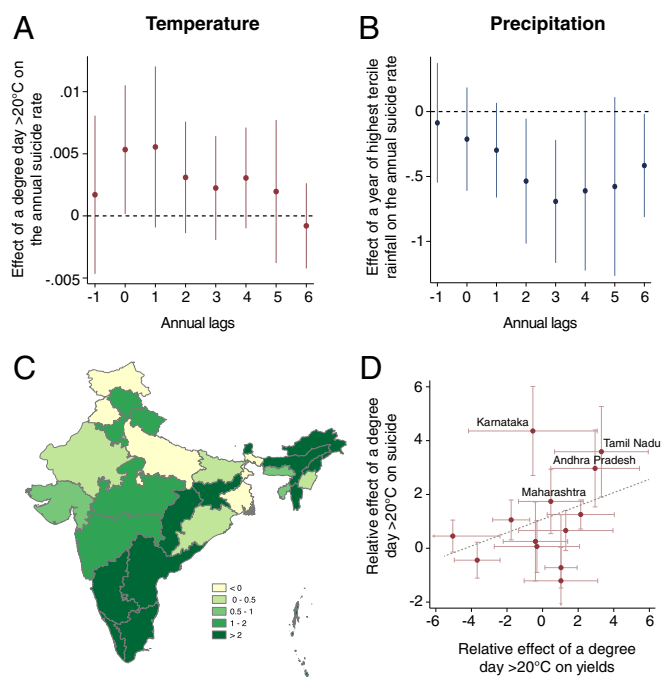 A
Temperature
Effect of a degree day >20°C on
the annual suicide rate
.01
.005
0
-.005
-1 0 1 2 3 4 5 6
Annual lags
B
Precipitation
Effect of a year of highest tercile
rainfall on the annual suicide rate
0
-.5
-1
-1 0 1 2 3 4 5 6
Annual lags
C
< 0
0 - 0.5
0.5 - 1
1 - 2
> 2
D
Relative effect of a degree
day >20°C on suicide
6
4
2
0
-2
Karnataka
Tamil Nadu
Andhra Pradesh
Maharashtra
-6 -4 -2 0 2 4 6
Relative effect of a degree
day >20°C on yields